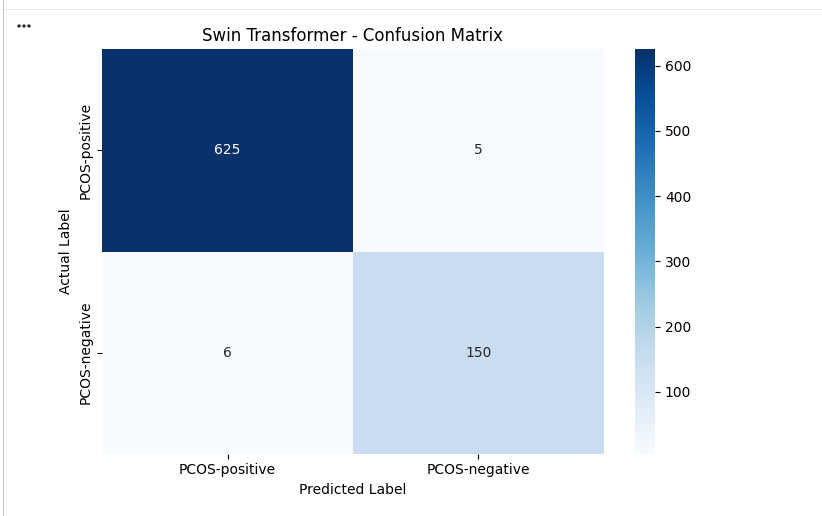 Swin Transformer - Confusion Matrix
PCOS-positive
PCOS-negative
Actual Label
625
5
6
150
PCOS-positive
PCOS-negative
Predicted Label
600
500
400
300
200
100